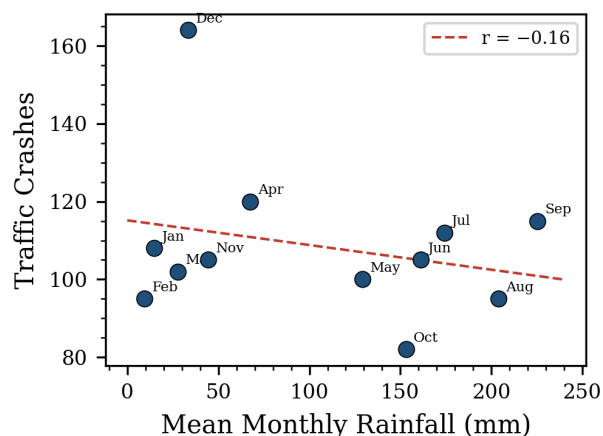 Dec
r = −0.16
160
140
Traffic Crashes
120
Apr
Sep
Jul
Jan
Nov
Jun
May
100
Feb
Aug
Oct
80
0
50
100
150
200
250
Mean Monthly Rainfall (mm)